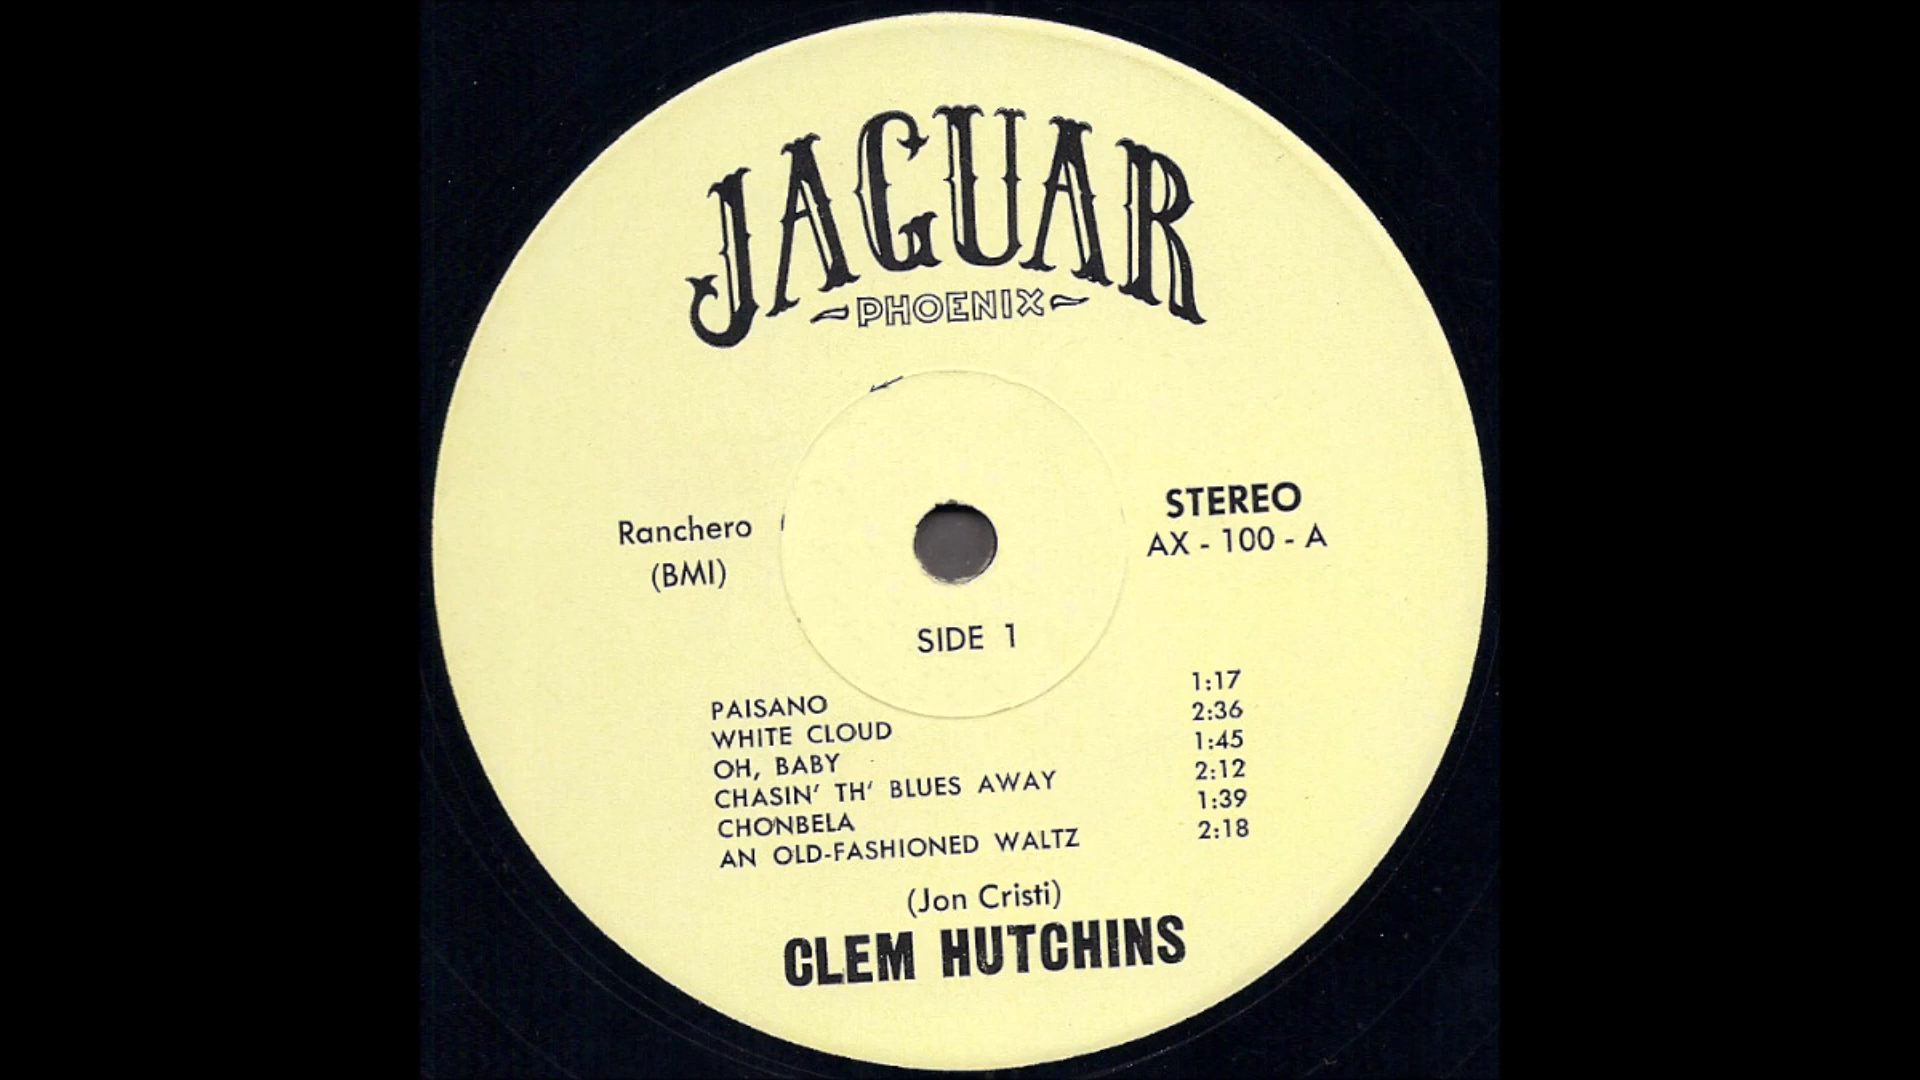 JAGUAR
PHOENIX
Ranchero
(BMI)
STEREO
AX - 100 - A
SIDE 1
PAISANO 1:17
WHITE CLOUD 2:36
OH, BABY 1:45
CHASIN' TH' BLUES AWAY 2:12
CHONBELA 1:39
AN OLD-FASHIONED WALTZ 2:18
(Jon Cristi)
CLEM HUTCHINS